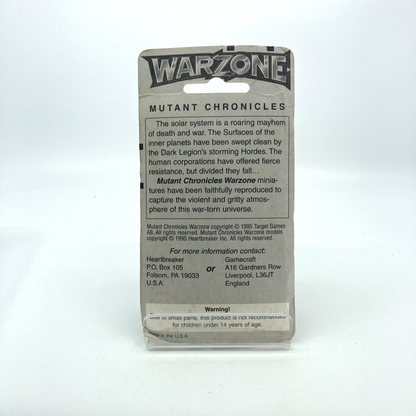 WARZONE
MUTANT CHRONICLES
The solar system is a roaring mayhem
of death and war. The Surfaces of the
inner planets have been swept clean by
the Dark Legion's storming Hordes. The
human corporations have offered fierce
resistance, but divided they fall...
Mutant Chronicles Warzone minia-
tures have been faithfully reproduced to
capture the violent and gritty atmos-
phere of this war-torn universe.
Mutant Chronicles Warzone copyright © 1995 Target Games
AB. All rights reserved. Mutant Chronicles Warzone models
copyright © 1995 Heartbreaker Inc. All rights reserved.
For more information contact:
Heartbreaker
P.O. Box 105
Folsom, PA 19033
U.S.A.
or
Gamecraft
A16 Gardners Row
Liverpool, L36JT
England
Warning!
Due to small parts, this product is not recommended
for children under 14 years of age.
in the U.S.A.